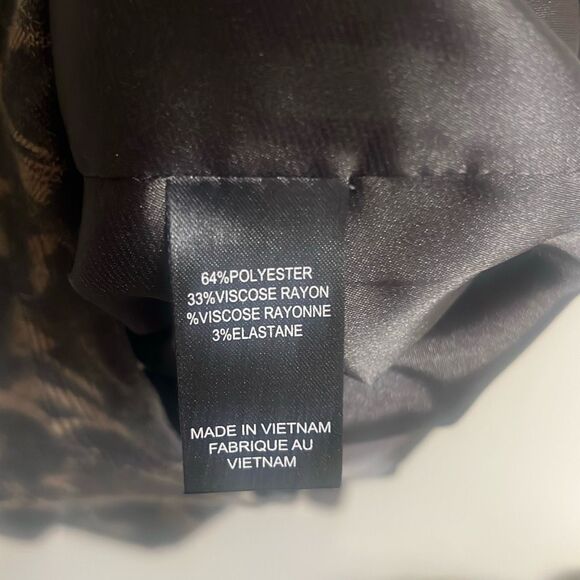 64%POLYESTER
33%VISCOSE RAYON
%VISCOSE RAYONNE
3%ELASTANE
MADE IN VIETNAM
FABRIQUE AU
VIETNAM